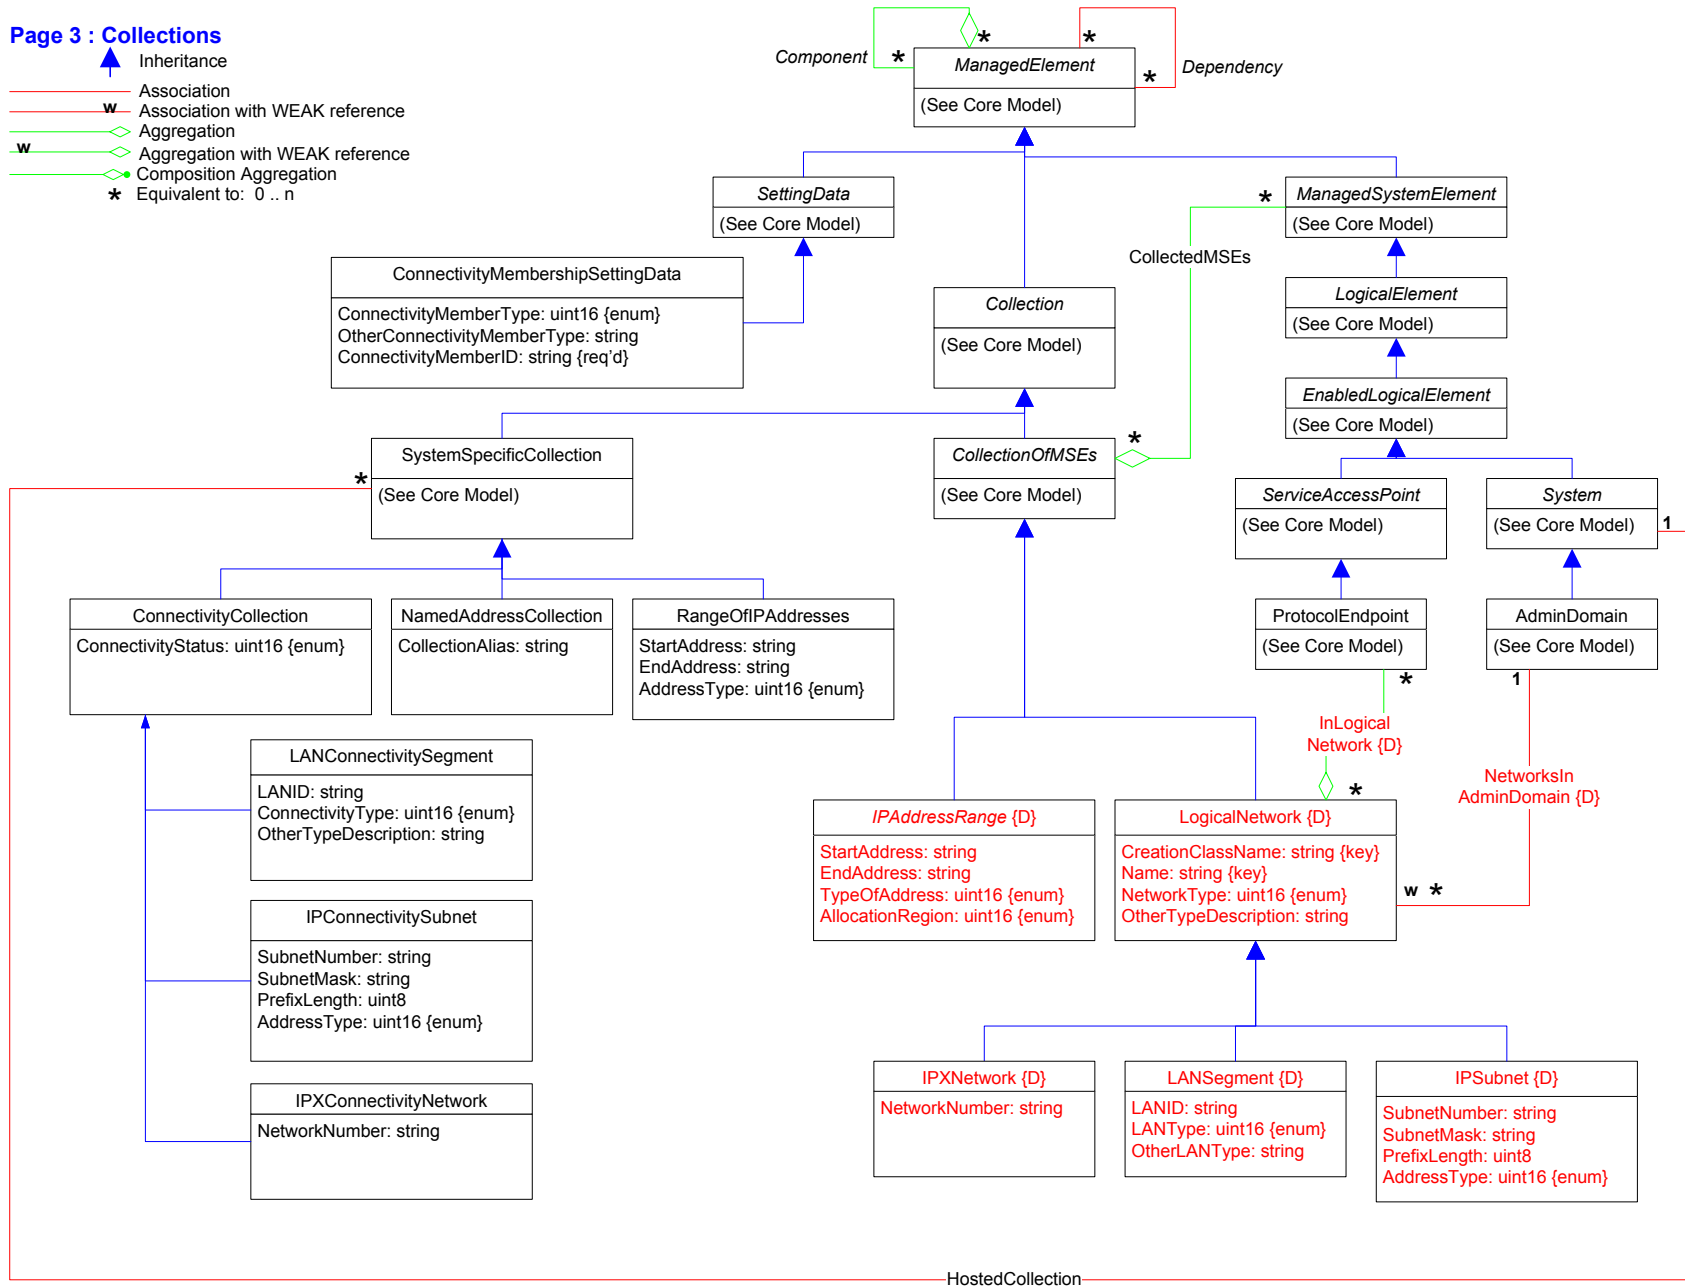 Page 3 : Collections
Inheritance
Association
w
Association with WEAK reference
Aggregation
w
Aggregation with WEAK reference
Composition Aggregation
* Equivalent to: 0 .. n
Component
*
*
*
*
Dependency
ManagedElement
(See Core Model)
SettingData
(See Core Model)
ManagedSystemElement
(See Core Model)
*
CollectedMSEs
ConnectivityMembershipSettingData
ConnectivityMemberType: uint16 {enum}
OtherConnectivityMemberType: string
ConnectivityMemberID: string {req'd}
Collection
(See Core Model)
LogicalElement
(See Core Model)
EnabledLogicalElement
(See Core Model)
SystemSpecificCollection
(See Core Model)
*
CollectionOfMSEs
(See Core Model)
*
ServiceAccessPoint
(See Core Model)
System
(See Core Model)
1
ConnectivityCollection
ConnectivityStatus: uint16 {enum}
NamedAddressCollection
CollectionAlias: string
RangeOfIPAddresses
StartAddress: string
EndAddress: string
AddressType: uint16 {enum}
ProtocolEndpoint
(See Core Model)
*
AdminDomain
(See Core Model)
1
InLogical
Network {D}
*
NetworksIn
AdminDomain {D}
w *
LANConnectivitySegment
LANID: string
ConnectivityType: uint16 {enum}
OtherTypeDescription: string
IPAddressRange {D}
StartAddress: string
EndAddress: string
TypeOfAddress: uint16 {enum}
AllocationRegion: uint16 {enum}
LogicalNetwork {D}
CreationClassName: string {key}
Name: string {key}
NetworkType: uint16 {enum}
OtherTypeDescription: string
IPConnectivitySubnet
SubnetNumber: string
SubnetMask: string
PrefixLength: uint8
AddressType: uint16 {enum}
IPXConnectivityNetwork
NetworkNumber: string
IPXNetwork {D}
NetworkNumber: string
LANSegment {D}
LANID: string
LANType: uint16 {enum}
OtherLANType: string
IPSubnet {D}
SubnetNumber: string
SubnetMask: string
PrefixLength: uint8
AddressType: uint16 {enum}
HostedCollection